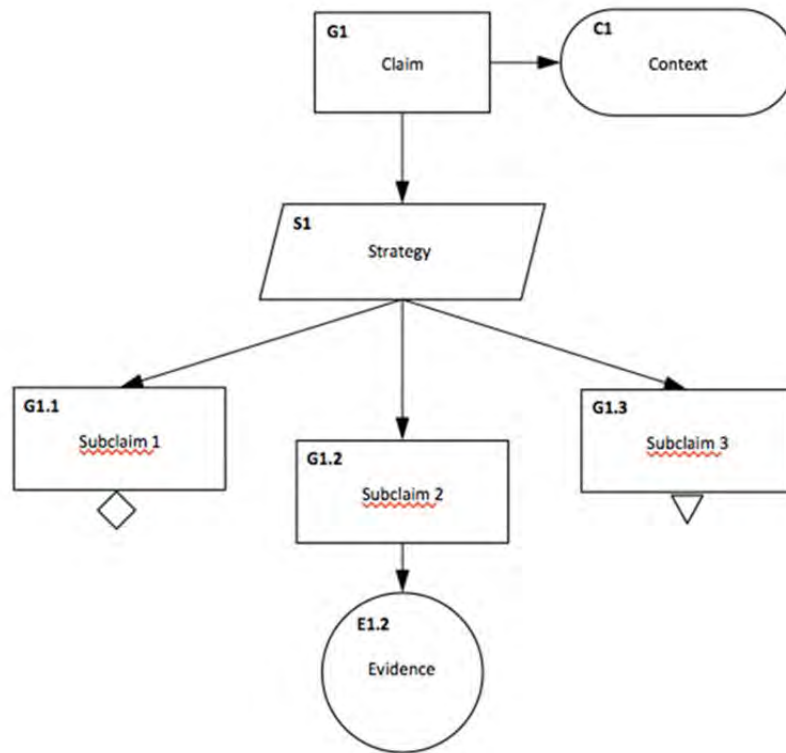 G1
Claim
C1
Context
S1
Strategy
G1.1
Subclaim 1
G1.2
Subclaim 2
G1.3
Subclaim 3
E1.2
Evidence